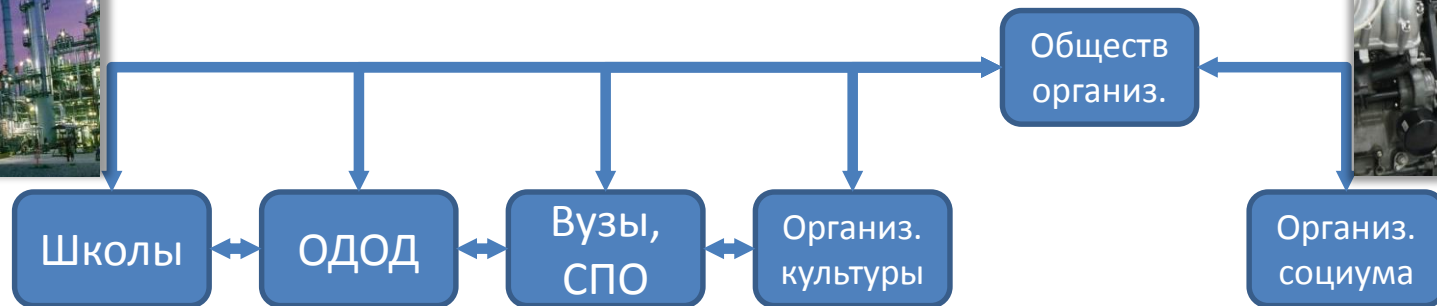 Обществ
организ.
Школы
ОДОД
Вузы,
СПО
Организ.
культуры
Организ.
социума